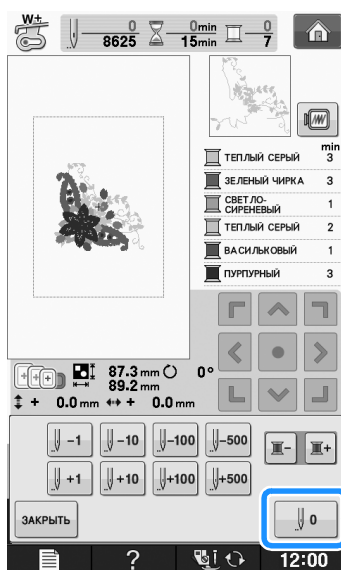 W+
0 0min 0
8625 15min 7
min
ТЕПЛЫЙ СЕРЫЙ 3
ЗЕЛЕНЫЙ ЧИРКА 3
СВЕТЛО-
СИРЕНЕВЫЙ 1
ТЕПЛЫЙ СЕРЫЙ 2
ВАСИЛЬКОВЫЙ 1
ПУРПУРНЫЙ 3
87.3 mm 0°
89.2 mm
+ 0.0 mm + 0.0 mm
-1 -10 -100 -500 - +
+1 +10 +100 +500
ЗАКРЫТЬ 0
? 12:00